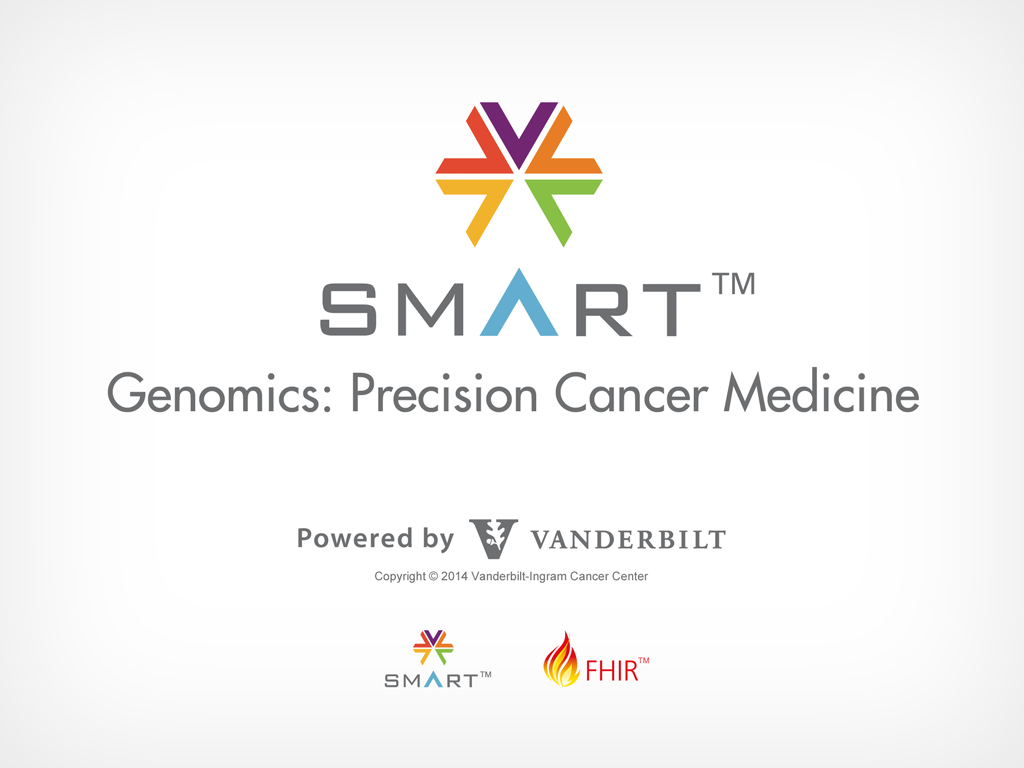 SMART™
Genomics: Precision Cancer Medicine
Powered by V VANDERBILT
Copyright © 2014 Vanderbilt-Ingram Cancer Center
SMART™ FHIR™